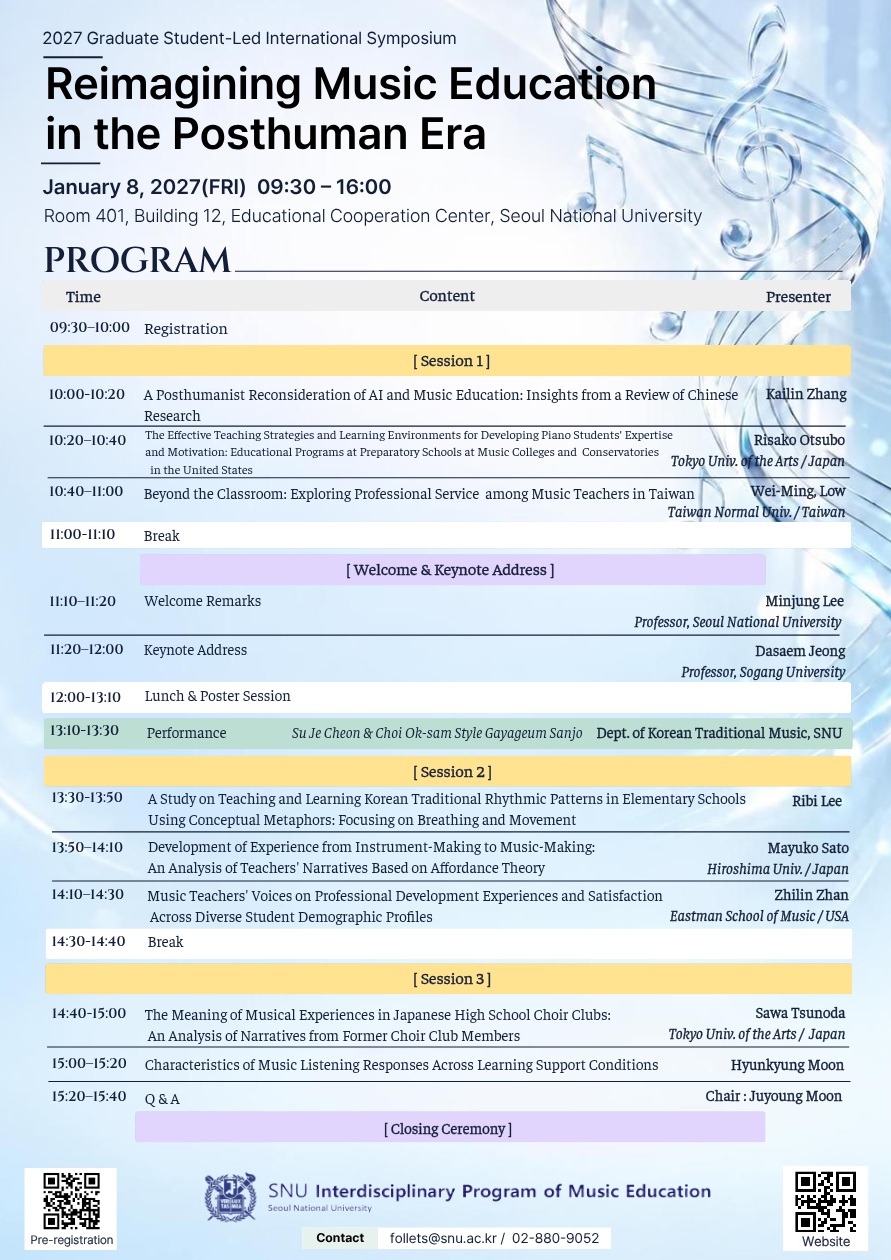 2027 Graduate Student-Led International Symposium
Reimagining Music Education
in the Posthuman Era
January 8, 2027(FRI) 09:30 – 16:00
Room 401, Building 12, Educational Cooperation Center, Seoul National University
PROGRAM
Time Content Presenter
09:30–10:00 Registration
[ Session 1 ]
10:00-10:20 A Posthumanist Reconsideration of AI and Music Education: Insights from a Review of Chinese Kailin Zhang
Research
The Effective Teaching Strategies and Learning Environments for Developing Piano Students' Expertise
10:20–10:40 and Motivation: Educational Programs at Preparatory Schools at Music Colleges and Conservatories Risako Otsubo
in the United States Tokyo Univ. of the Arts / Japan
10:40–11:00 Beyond the Classroom: Exploring Professional Service among Music Teachers in Taiwan Wei-Ming, Low
Taiwan Normal Univ. / Taiwan
11:00-11:10 Break
[ Welcome & Keynote Address ]
11:10–11:20 Welcome Remarks Minjung Lee
Professor, Seoul National University
11:20–12:00 Keynote Address Dasaem Jeong
Professor, Sogang University
12:00-13:10 Lunch & Poster Session
13:10-13:30 Performance Su Je Cheon & Choi Ok-sam Style Gayageum Sanjo Dept. of Korean Traditional Music, SNU
[ Session 2 ]
13:30-13:50 A Study on Teaching and Learning Korean Traditional Rhythmic Patterns in Elementary Schools Ribi Lee
Using Conceptual Metaphors: Focusing on Breathing and Movement
13:50–14:10 Development of Experience from Instrument-Making to Music-Making: Mayuko Sato
An Analysis of Teachers' Narratives Based on Affordance Theory Hiroshima Univ. / Japan
14:10–14:30 Music Teachers' Voices on Professional Development Experiences and Satisfaction Zhilin Zhan
Across Diverse Student Demographic Profiles Eastman School of Music / USA
14:30-14:40 Break
[ Session 3 ]
14:40-15:00 The Meaning of Musical Experiences in Japanese High School Choir Clubs: Sawa Tsunoda
An Analysis of Narratives from Former Choir Club Members Tokyo Univ. of the Arts / Japan
15:00–15:20 Characteristics of Music Listening Responses Across Learning Support Conditions Hyunkyung Moon
15:20–15:40 Q & A Chair : Juyoung Moon
[ Closing Ceremony ]
SNU Interdisciplinary Program of Music Education
Seoul National University
Pre-registration
Contact follets@snu.ac.kr / 02-880-9052
Website